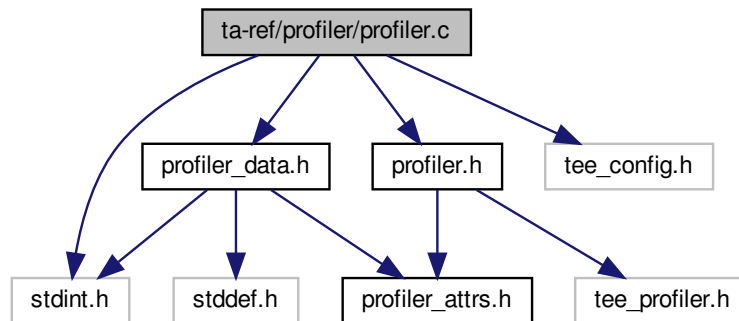 ta-ref/profiler/profiler.c
profiler_data.h
profiler.h
tee_config.h
stdint.h
stddef.h
profiler_attrs.h
tee_profiler.h